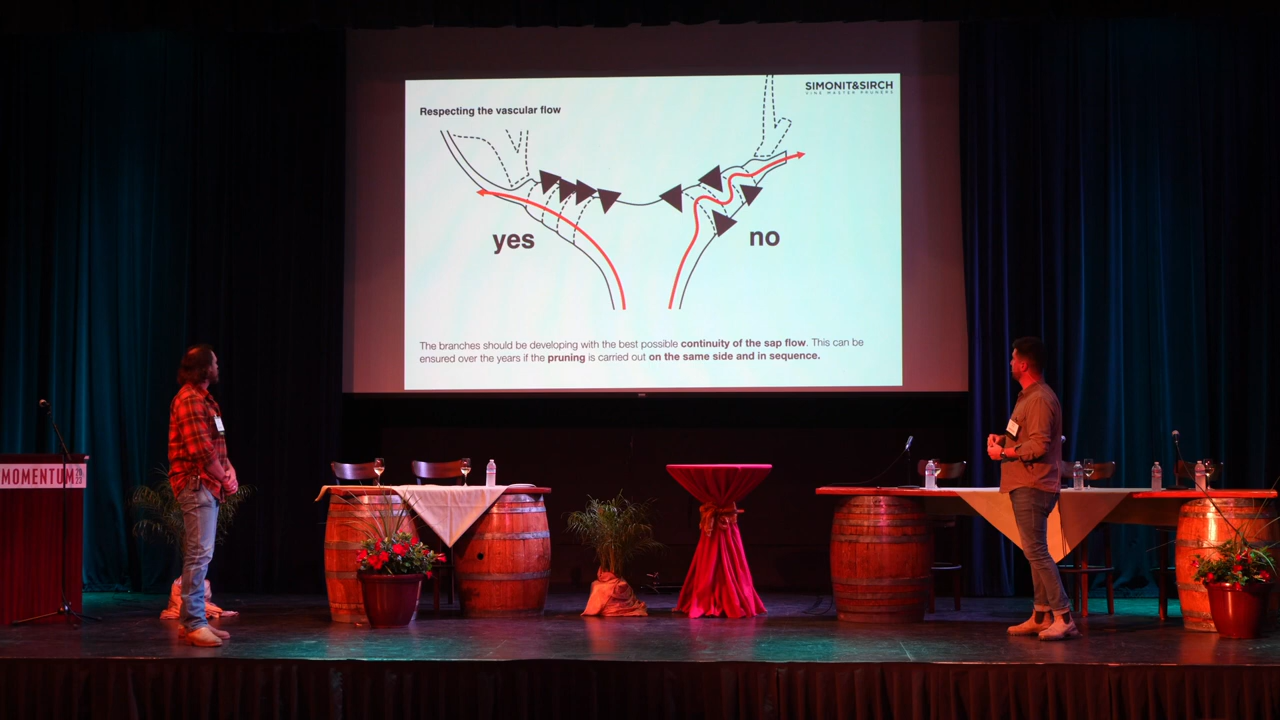 SIMONIT&SIRCH
VINE MASTER PRUNERS
Respecting the vascular flow
yes
no
The branches should be developing with the best possible continuity of the sap flow. This can be
ensured over the years if the pruning is carried out on the same side and in sequence.
MOMENTUM